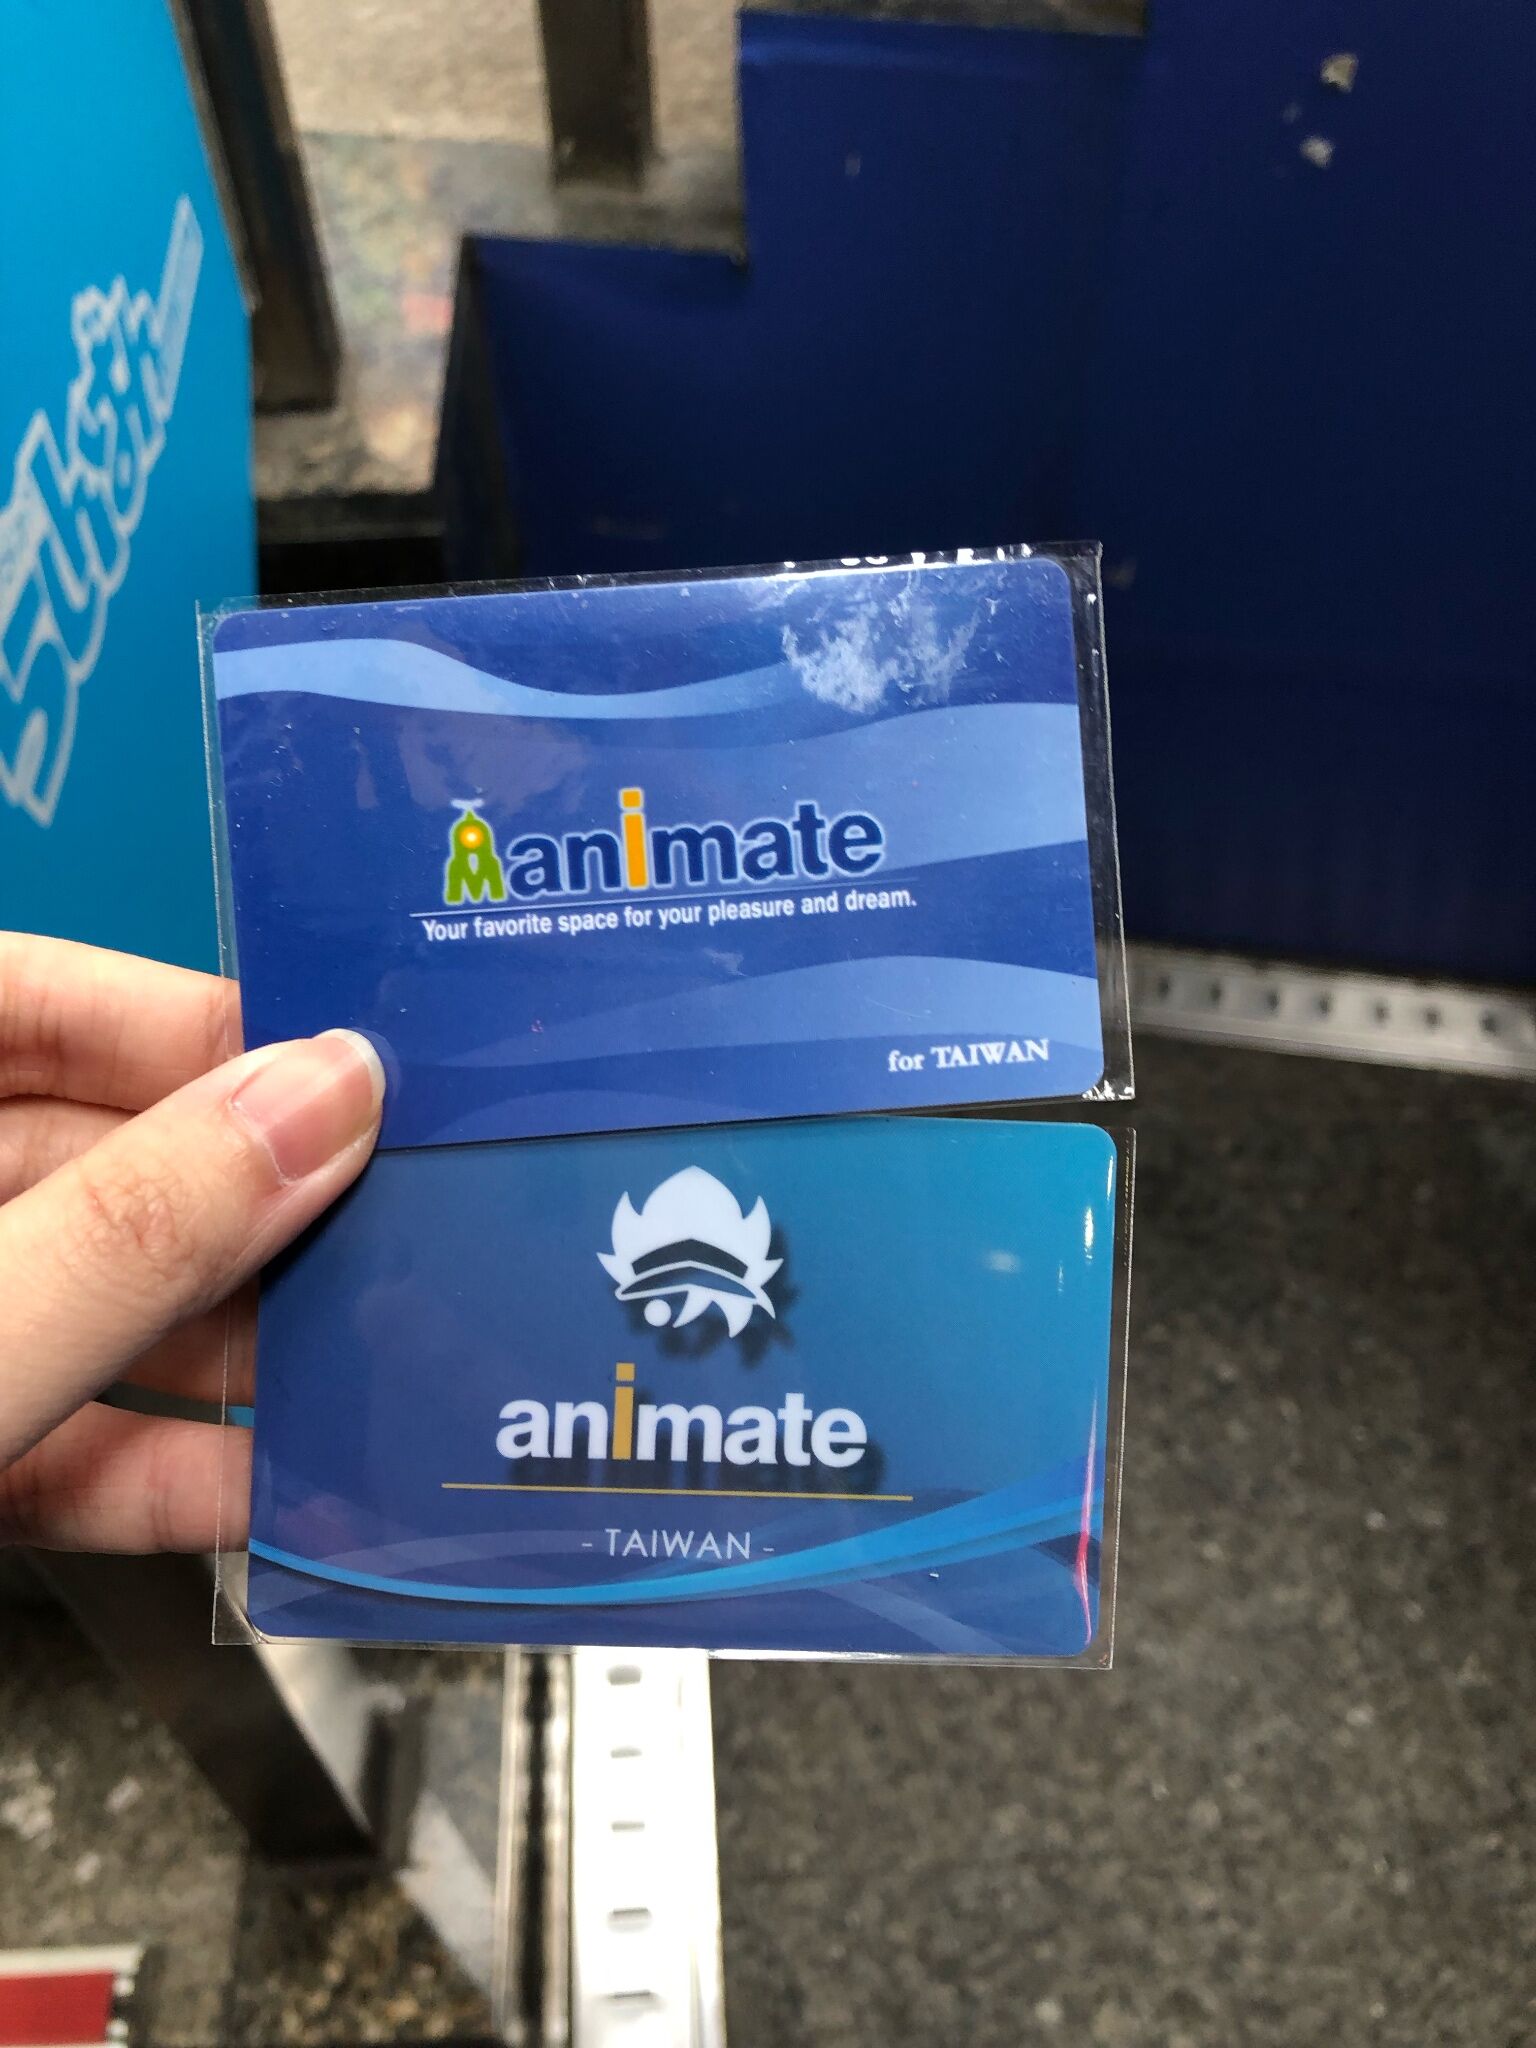 animate
Your favorite space for your pleasure and dream.
for TAIWAN
animate
- TAIWAN -